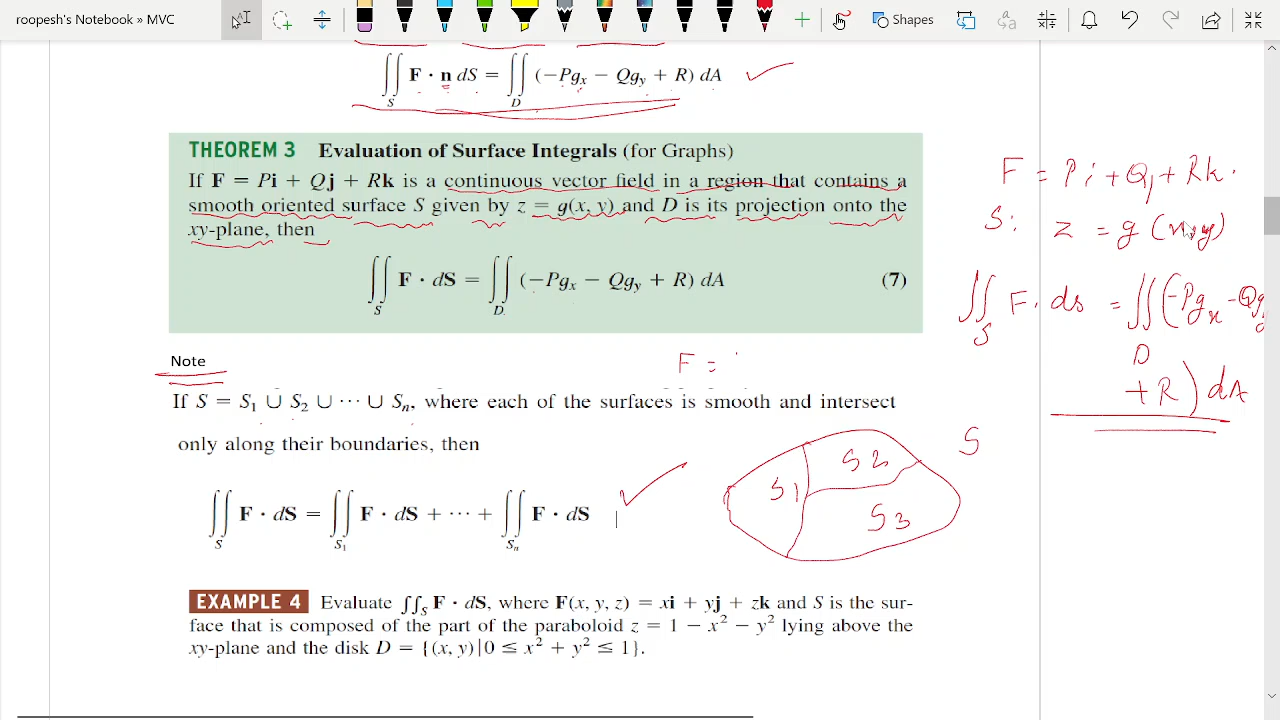 roopesh's Notebook » MVC
Shapes
∬_S F · n dS = ∬_D (−Pg_x − Qg_y + R) dA
THEOREM 3 Evaluation of Surface Integrals (for Graphs)
If F = Pi + Qj + Rk is a continuous vector field in a region that contains a
smooth oriented surface S given by z = g(x, y) and D is its projection onto the
xy-plane, then
∬_S F · dS = ∬_D (−Pg_x − Qg_y + R) dA (7)
F = Pi + Qj + Rk.
S: z = g(x,y)
∬_S F. ds = ∬_D (−Pg_x − Qg_y
+ R) dA
Note
F =
If S = S₁ ∪ S₂ ∪ ··· ∪ Sₙ, where each of the surfaces is smooth and intersect
only along their boundaries, then
∬_S F · dS = ∬_S₁ F · dS + ··· + ∬_Sₙ F · dS
S
S1
S2
S3
EXAMPLE 4 Evaluate ∬_S F · dS, where F(x, y, z) = xi + yj + zk and S is the sur-
face that is composed of the part of the paraboloid z = 1 − x² − y² lying above the
xy-plane and the disk D = {(x, y)|0 ≤ x² + y² ≤ 1}.